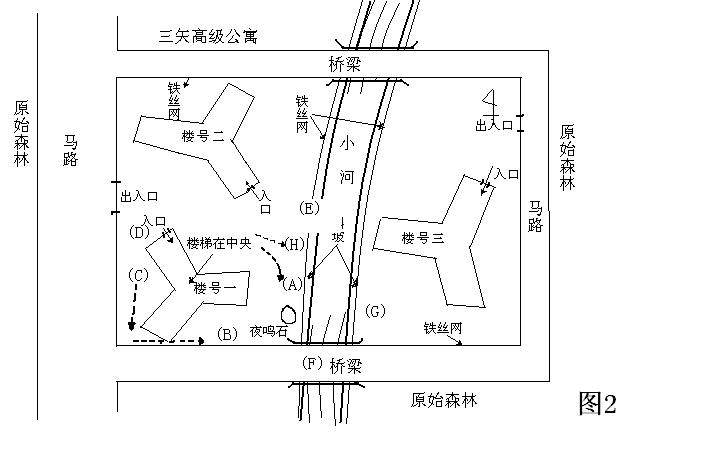 三矢高级公寓
桥梁
铁丝网
铁丝网
原始森林
马路
楼号二
小河
出入口
原始森林
入口
出入口
入口
(E)
马路
入口
(D)
楼梯在中央
(H)
坡
楼号三
(C)
楼号一
(A)
(G)
(B)
夜鸣石
铁丝网
(F)
桥梁
原始森林
图2